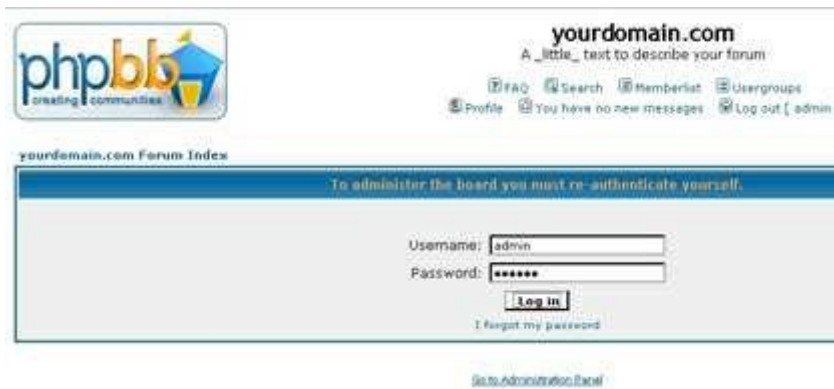 phpbb
creating communities
yourdomain.com
A _little_ text to describe your forum
FAQ Search Memberlist Usergroups
Profile You have no new messages Log out [ admin
yourdomain.com Forum Index
To administer the board you must re-authenticate yourself.
Username: admin
Password: ••••••
Log in
I forgot my password
Go to Administration Panel